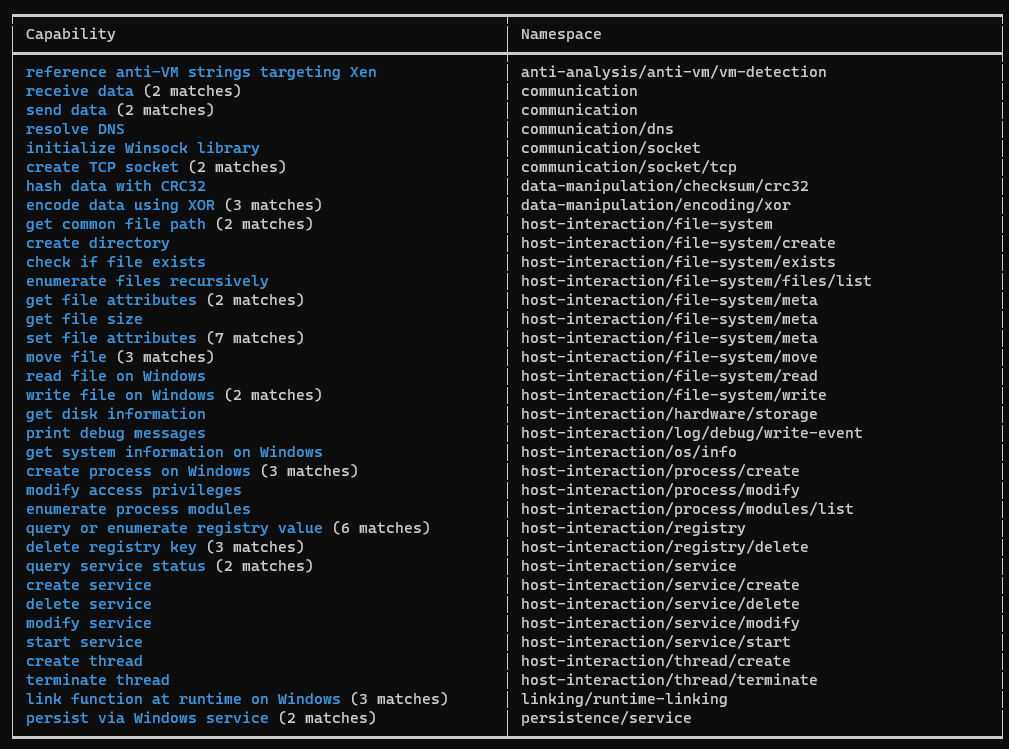 Capability Namespace
reference anti-VM strings targeting Xen anti-analysis/anti-vm/vm-detection
receive data (2 matches) communication
send data (2 matches) communication
resolve DNS communication/dns
initialize Winsock library communication/socket
create TCP socket (2 matches) communication/socket/tcp
hash data with CRC32 data-manipulation/checksum/crc32
encode data using XOR (3 matches) data-manipulation/encoding/xor
get common file path (2 matches) host-interaction/file-system
create directory host-interaction/file-system/create
check if file exists host-interaction/file-system/exists
enumerate files recursively host-interaction/file-system/files/list
get file attributes (2 matches) host-interaction/file-system/meta
get file size host-interaction/file-system/meta
set file attributes (7 matches) host-interaction/file-system/meta
move file (3 matches) host-interaction/file-system/move
read file on Windows host-interaction/file-system/read
write file on Windows (2 matches) host-interaction/file-system/write
get disk information host-interaction/hardware/storage
print debug messages host-interaction/log/debug/write-event
get system information on Windows host-interaction/os/info
create process on Windows (3 matches) host-interaction/process/create
modify access privileges host-interaction/process/modify
enumerate process modules host-interaction/process/modules/list
query or enumerate registry value (6 matches) host-interaction/registry
delete registry key (3 matches) host-interaction/registry/delete
query service status (2 matches) host-interaction/service
create service host-interaction/service/create
delete service host-interaction/service/delete
modify service host-interaction/service/modify
start service host-interaction/service/start
create thread host-interaction/thread/create
terminate thread host-interaction/thread/terminate
link function at runtime on Windows (3 matches) linking/runtime-linking
persist via Windows service (2 matches) persistence/service